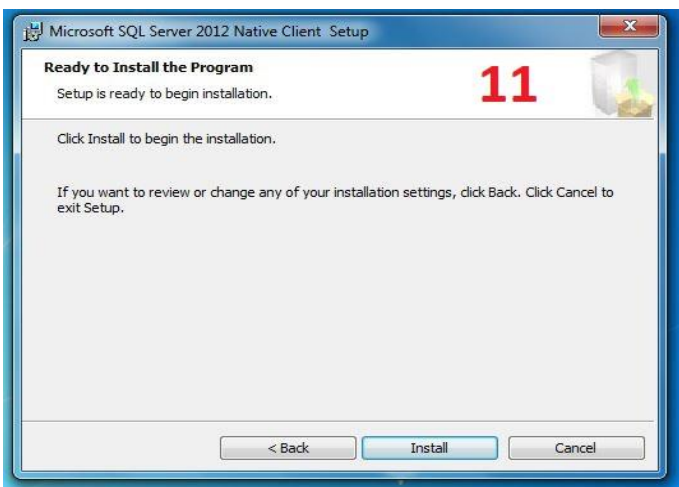 Microsoft SQL Server 2012 Native Client Setup
Ready to Install the Program
Setup is ready to begin installation.
11
Click Install to begin the installation.
If you want to review or change any of your installation settings, click Back. Click Cancel to
exit Setup.
< Back
Install
Cancel